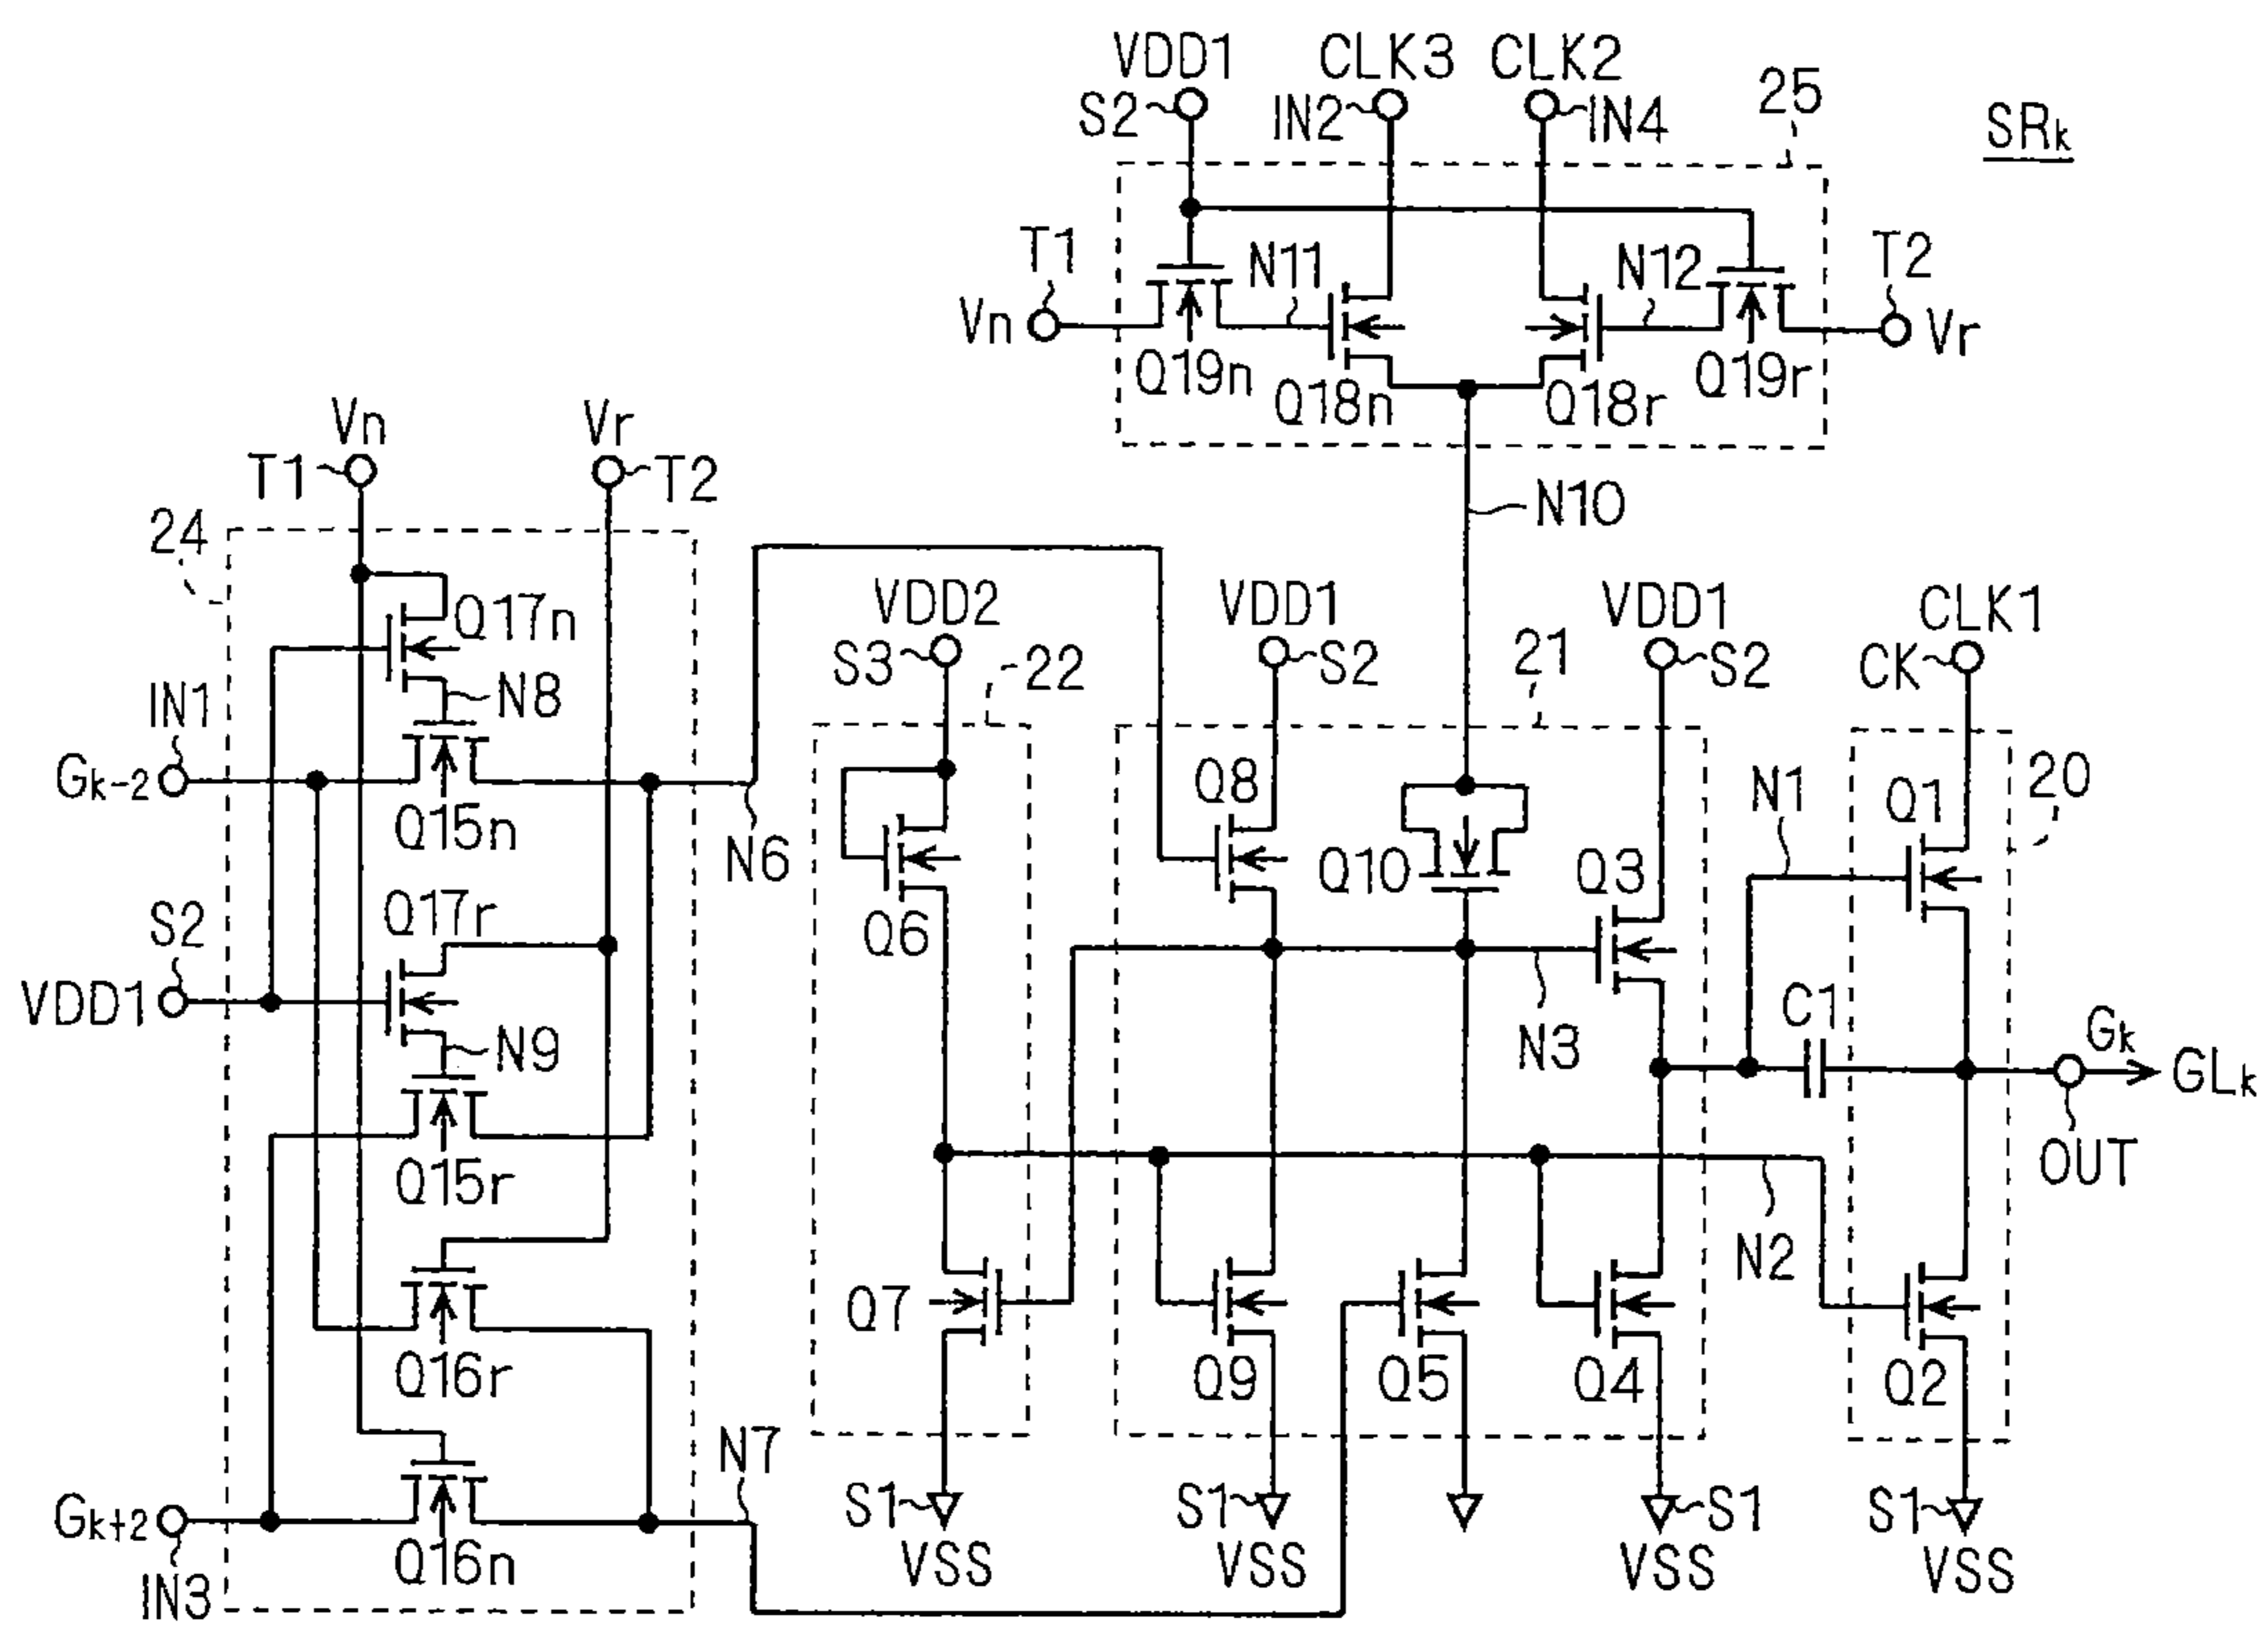 VDD1 CLK3 CLK2
S2 IN2 IN4 25 SRk
T1 N11 N12 T2
Vn Vr
Q19n Q18n Q18r Q19r
Vn Vr
T1 T2
24 N10
Q17n VDD2 VDD1 VDD1 CLK1
S3 22 S2 21 S2 CK
IN1 N8
Gk-2 Q8 N1 Q1 20
Q15n N6 Q10 Q3
S2 Q17r Q6
VDD1 N9 N3 C1 Gk
GLk
Q15r OUT
N2
Q7
Q16r Q9 Q5 Q4 Q2
N7
Gk+2 S1 S1 S1 S1
Q16n VSS VSS VSS VSS
IN3